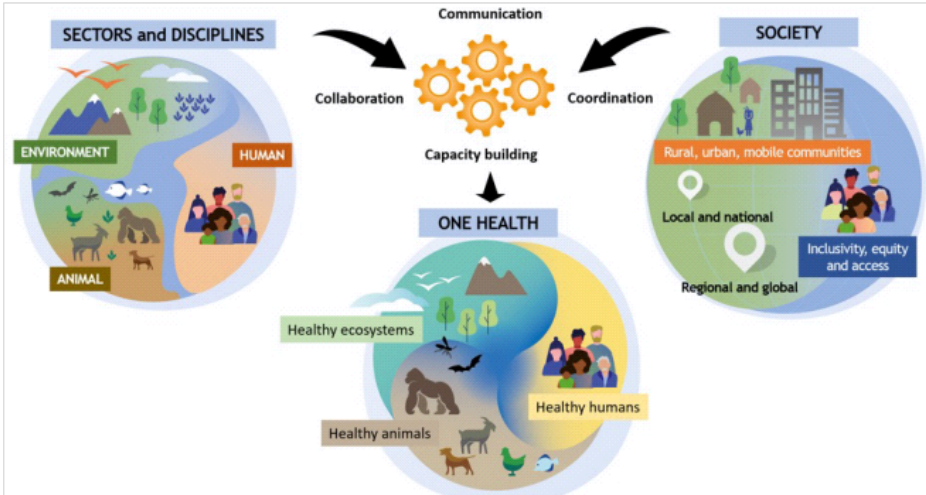 SECTORS and DISCIPLINES
ENVIRONMENT
HUMAN
ANIMAL
Communication
Collaboration
Coordination
Capacity building
SOCIETY
Rural, urban, mobile communities
Local and national
Inclusivity, equity
and access
Regional and global
ONE HEALTH
Healthy ecosystems
Healthy humans
Healthy animals